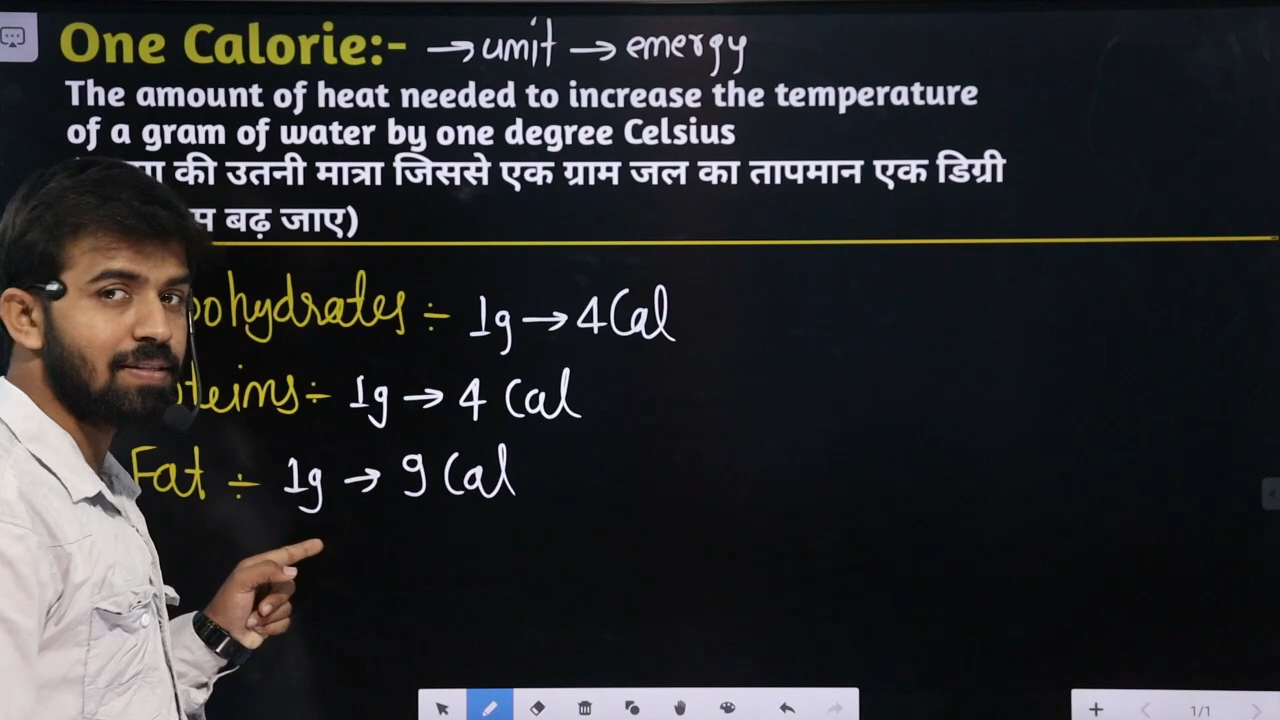 One Calorie:- → unit → energy
The amount of heat needed to increase the temperature
of a gram of water by one degree Celsius
की उतनी मात्रा जिससे एक ग्राम जल का तापमान एक डिग्री
बढ़ जाए)
ohydrates ÷ 1g → 4Cal
teins ÷ 1g → 4 Cal
Fat ÷ 1g → 9 Cal
1/1